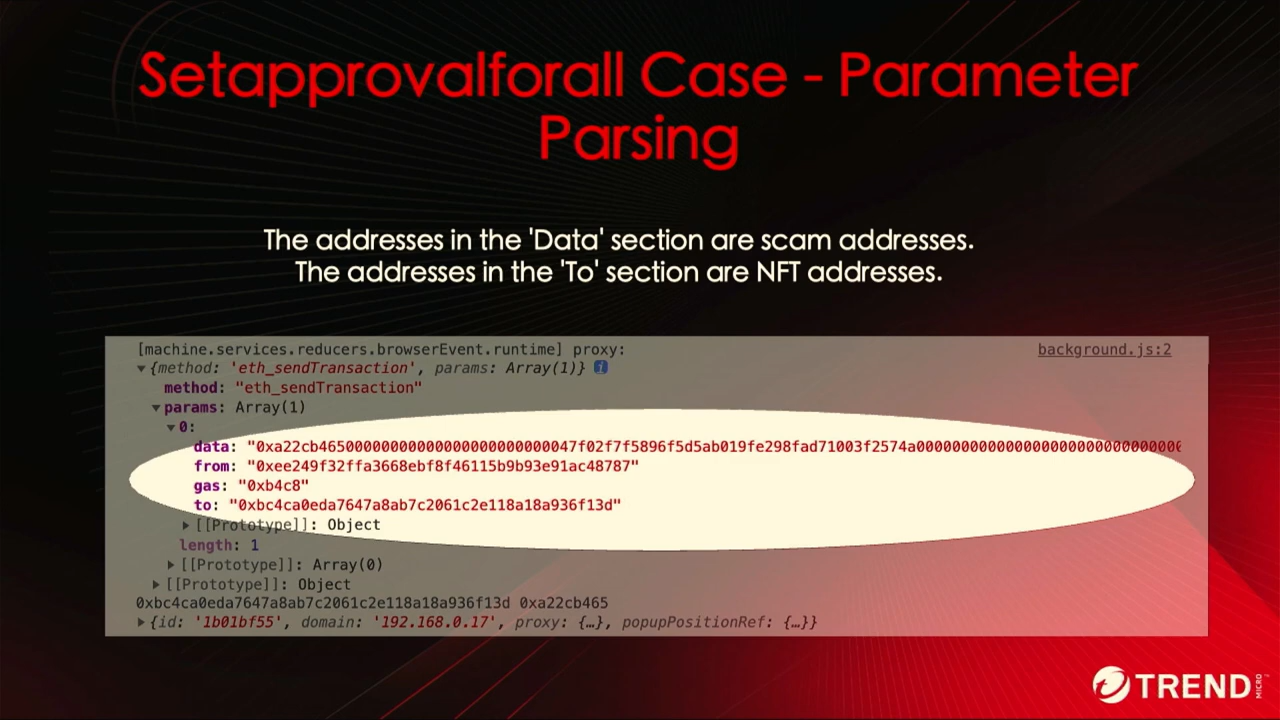 Setapprovalforall Case - Parameter
Parsing
The addresses in the 'Data' section are scam addresses.
The addresses in the 'To' section are NFT addresses.
[machine.services.reducers.browserEvent.runtime] proxy: background.js:2
▼{method: 'eth_sendTransaction', params: Array(1)} i
method: "eth_sendTransaction"
▼params: Array(1)
▼0:
data: "0xa22cb46500000000000000000000000047f02f7f5896f5d5ab019fe298fad71003f2574a000000000000000000000000000000
from: "0xee249f32ffa3668ebf8f46115b9b93e91ac48787"
gas: "0xb4c8"
to: "0xbc4ca0eda7647a8ab7c2061c2e118a18a936f13d"
▶[[Prototype]]: Object
length: 1
▶[[Prototype]]: Array(0)
▶[[Prototype]]: Object
0xbc4ca0eda7647a8ab7c2061c2e118a18a936f13d 0xa22cb465
▶{id: '1b01bf55', domain: '192.168.0.17', proxy: {…}, popupPositionRef: {…}}
TREND MICRO